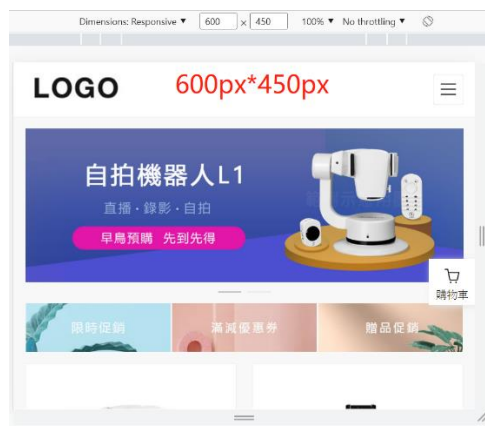 Dimensions: Responsive ▼ 600 × 450 100% ▼ No throttling ▼
LOGO 600px*450px
自拍機器人L1
直播·錄影·自拍
早鳥預購 先到先得
購物車
限時促銷 滿減優惠券 贈品促銷